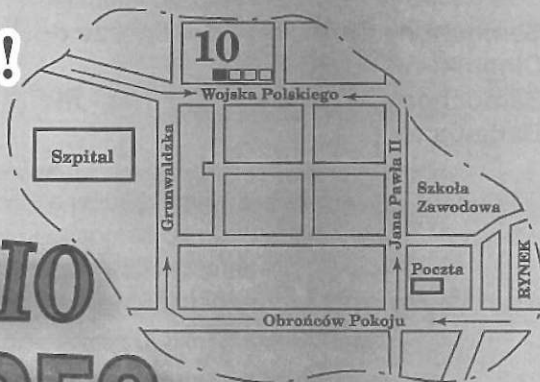 !
10
Wojska Polskiego
Szpital
Grunwaldzka
Jana Pawła II
Szkoła
Zawodowa
IO
Poczta
RYNEK
Obrońców Pokoju